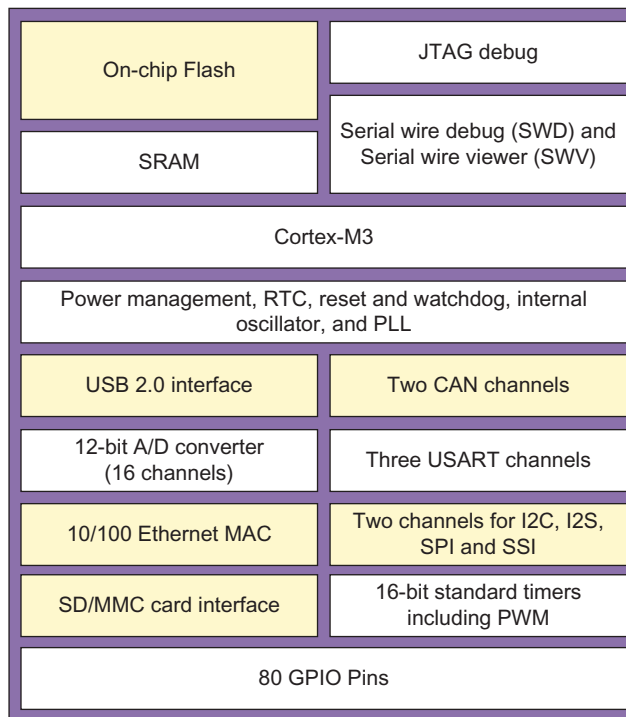 On-chip Flash
JTAG debug
SRAM
Serial wire debug (SWD) and
Serial wire viewer (SWV)
Cortex-M3
Power management, RTC, reset and watchdog, internal
oscillator, and PLL
USB 2.0 interface
Two CAN channels
12-bit A/D converter
(16 channels)
Three USART channels
10/100 Ethernet MAC
Two channels for I2C, I2S,
SPI and SSI
SD/MMC card interface
16-bit standard timers
including PWM
80 GPIO Pins